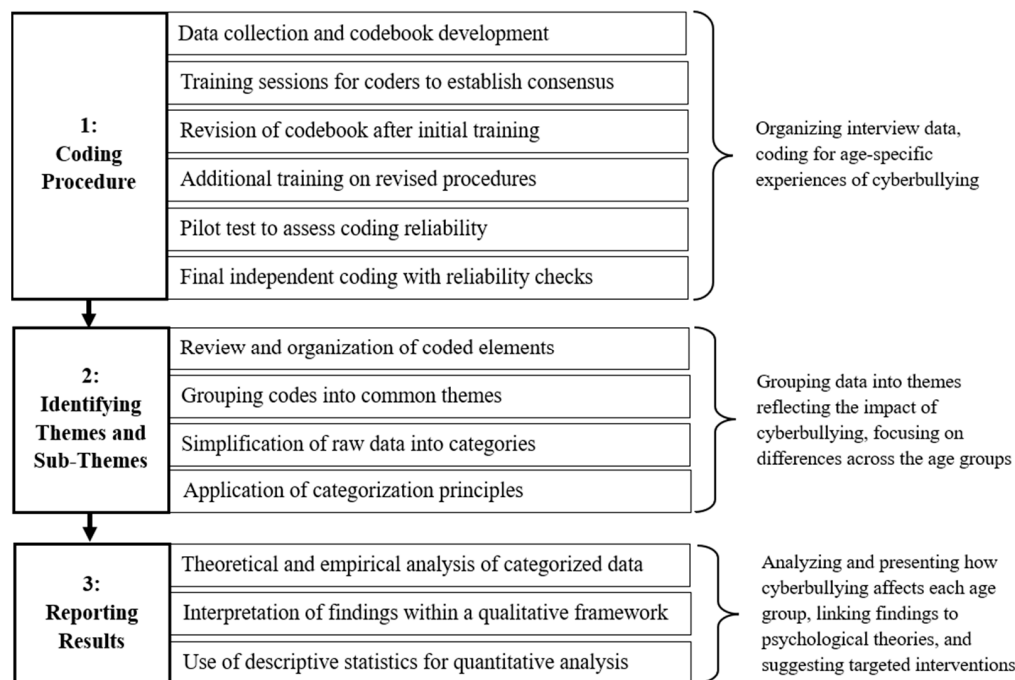 1:
Coding
Procedure
Data collection and codebook development
Training sessions for coders to establish consensus
Revision of codebook after initial training
Additional training on revised procedures
Pilot test to assess coding reliability
Final independent coding with reliability checks
Organizing interview data,
coding for age-specific
experiences of cyberbullying
2:
Identifying
Themes and
Sub-Themes
Review and organization of coded elements
Grouping codes into common themes
Simplification of raw data into categories
Application of categorization principles
Grouping data into themes
reflecting the impact of
cyberbullying, focusing on
differences across the age groups
3:
Reporting
Results
Theoretical and empirical analysis of categorized data
Interpretation of findings within a qualitative framework
Use of descriptive statistics for quantitative analysis
Analyzing and presenting how
cyberbullying affects each age
group, linking findings to
psychological theories, and
suggesting targeted interventions